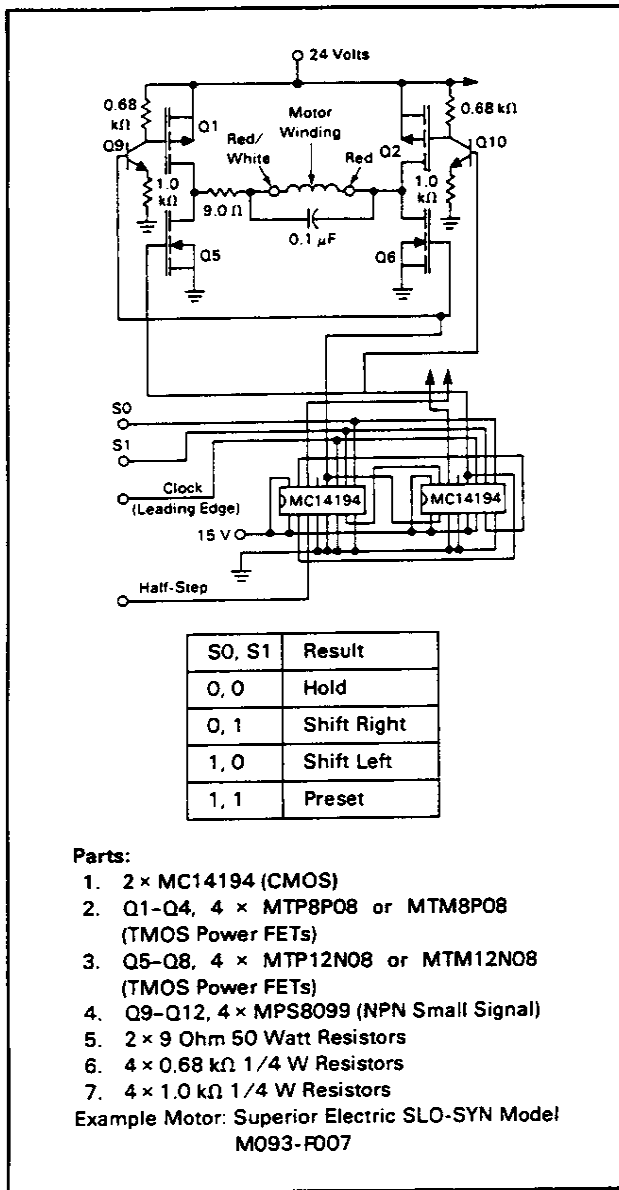 24 Volts
0.68
kΩ
Q1
Motor
Winding
Red/
White
Red
Q2
0.68 kΩ
Q9
Q10
1.0
kΩ
9.0 Ω
0.1 μF
1.0
kΩ
Q5
Q6
S0
S1
Clock
(Leading Edge)
MC14194
MC14194
15 V
Half-Step
S0, S1 Result
0, 0 Hold
0, 1 Shift Right
1, 0 Shift Left
1, 1 Preset
Parts:
1. 2 × MC14194 (CMOS)
2. Q1–Q4, 4 × MTP8P08 or MTM8P08
(TMOS Power FETs)
3. Q5–Q8, 4 × MTP12N08 or MTM12N08
(TMOS Power FETs)
4. Q9–Q12, 4 × MPS8099 (NPN Small Signal)
5. 2 × 9 Ohm 50 Watt Resistors
6. 4 × 0.68 kΩ 1/4 W Resistors
7. 4 × 1.0 kΩ 1/4 W Resistors
Example Motor: Superior Electric SLO-SYN Model
M093-F007